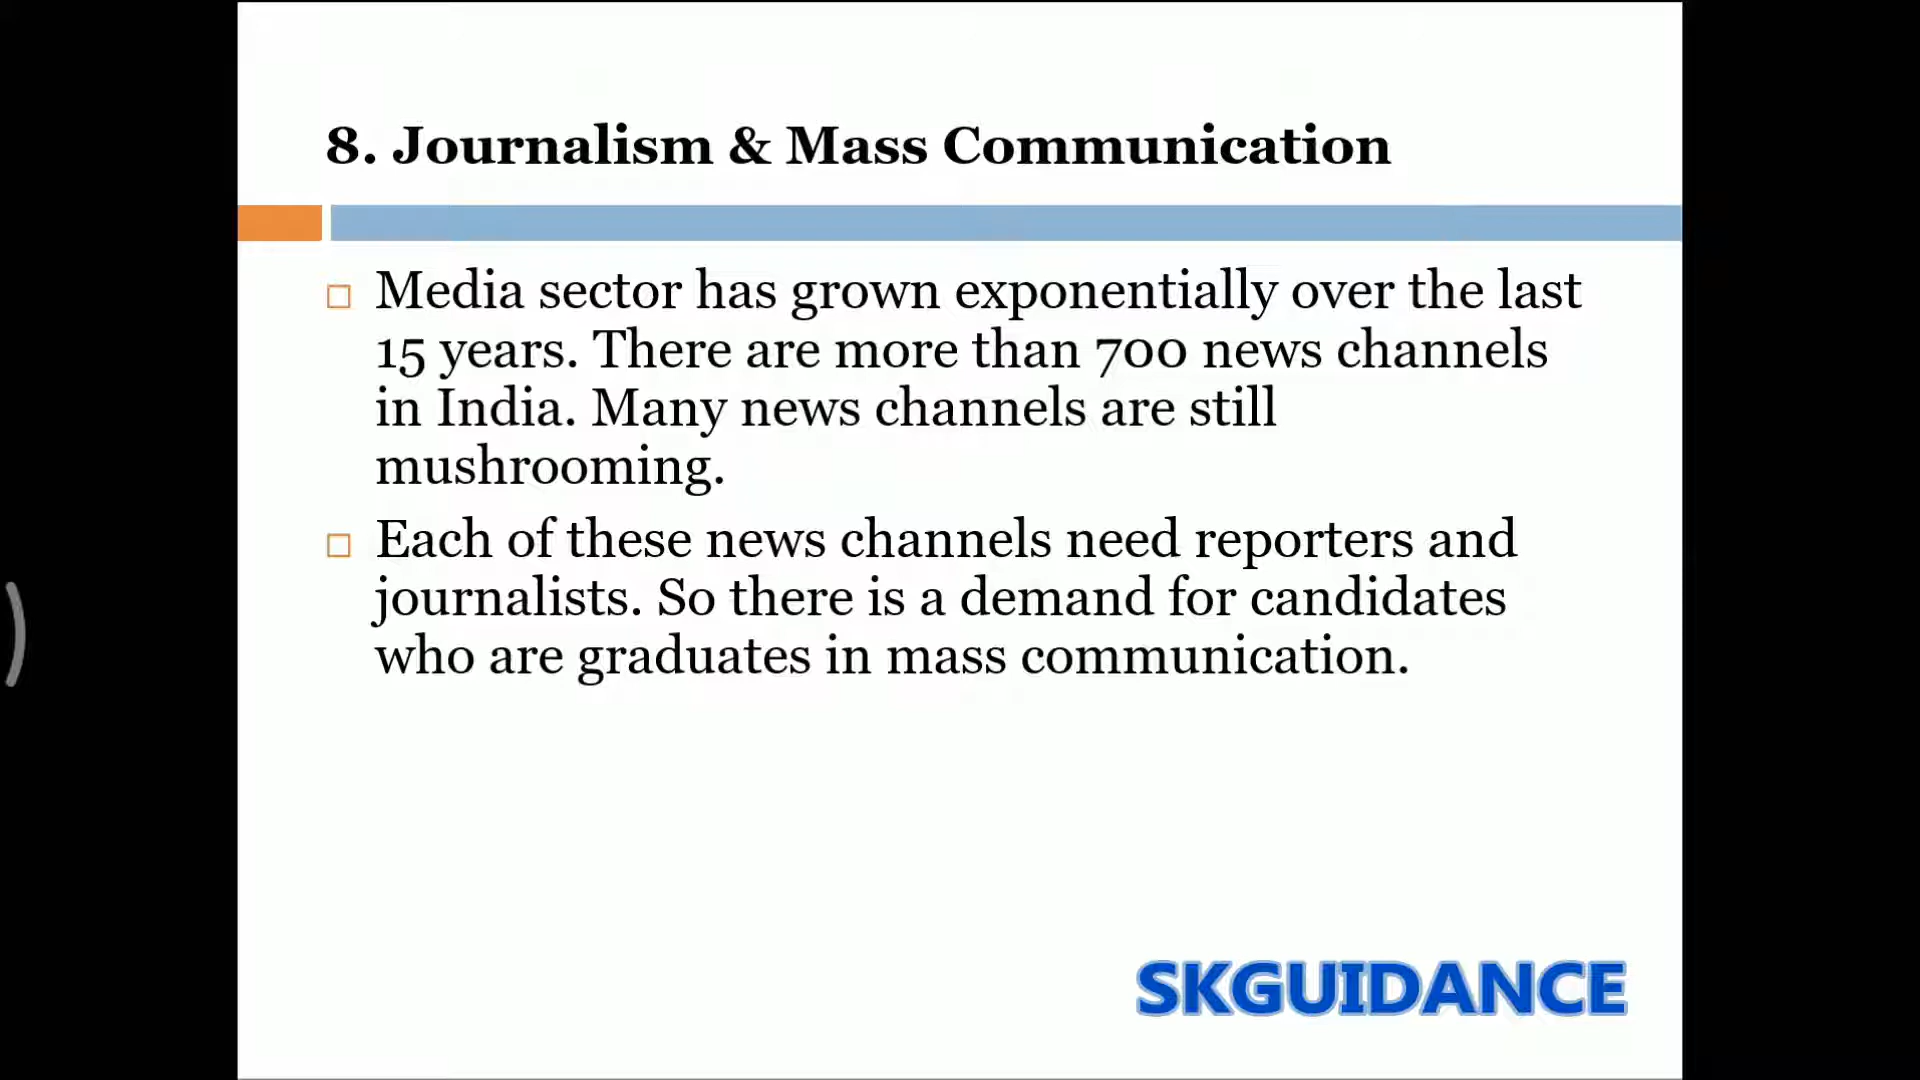 8. Journalism & Mass Communication
Media sector has grown exponentially over the last
15 years. There are more than 700 news channels
in India. Many news channels are still
mushrooming.
Each of these news channels need reporters and
journalists. So there is a demand for candidates
who are graduates in mass communication.
SKGUIDANCE